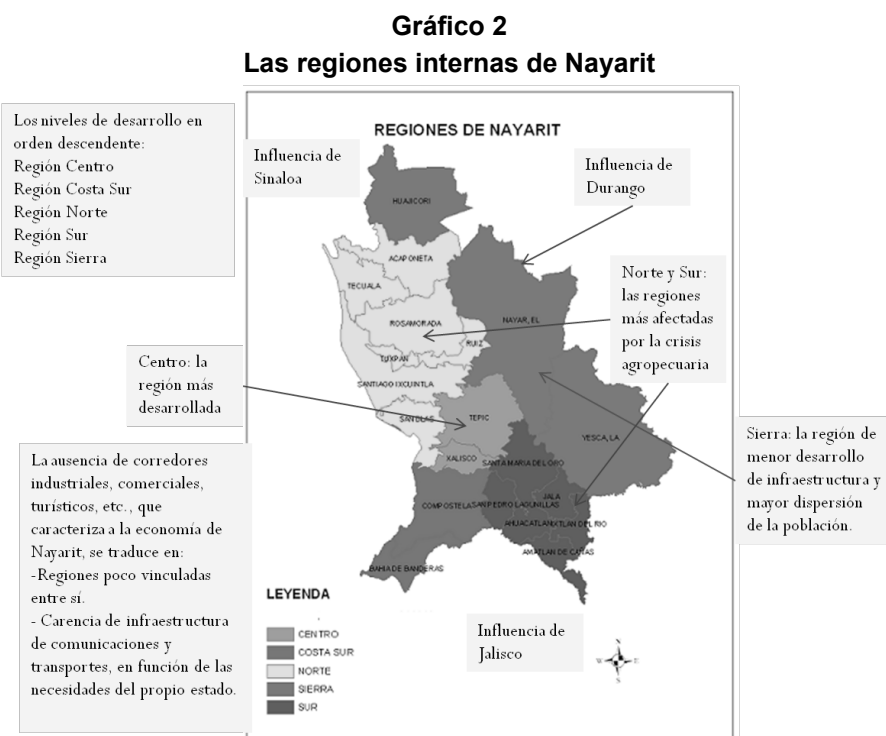 Gráfico 2
Las regiones internas de Nayarit
Los niveles de desarrollo en
orden descendente:
Región Centro
Región Costa Sur
Región Norte
Región Sur
Región Sierra
REGIONES DE NAYARIT
Influencia de
Sinaloa
Influencia de
Durango
Norte y Sur:
las regiones
más afectadas
por la crisis
agropecuaria
Centro: la
región más
desarrollada
Sierra: la región de
menor desarrollo
de infraestructura y
mayor dispersión
de la población.
La ausencia de corredores
industriales, comerciales,
turísticos, etc., que
caracteriza a la economía de
Nayarit, se traduce en:
-Regiones poco vinculadas
entre sí.
- Carencia de infraestructura
de comunicaciones y
transportes, en función de las
necesidades del propio estado.
Influencia de
Jalisco
HUAJICORI
ACAPONETA
TECUALA
ROSAMORADA
NAYAR, EL
RUIZ
TUXPAN
SANTIAGO IXCUINTLA
SAN BLAS
TEPIC
YESCA, LA
XALISCO
SANTA MARIA DEL ORO
JALA
COMPOSTELA
SAN PEDRO LAGUNILLAS
AHUACATLAN
IXTLAN DEL RIO
AMATLAN DE CAÑAS
BAHIA DE BANDERAS
LEYENDA
CENTRO
COSTA SUR
NORTE
SIERRA
SUR
N
W
E
S